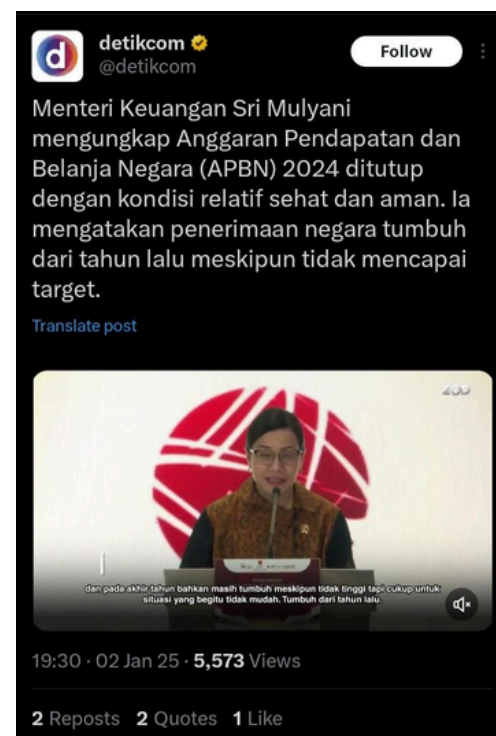 detikcom
@detikcom
Follow
Menteri Keuangan Sri Mulyani
mengungkap Anggaran Pendapatan dan
Belanja Negara (APBN) 2024 ditutup
dengan kondisi relatif sehat dan aman. Ia
mengatakan penerimaan negara tumbuh
dari tahun lalu meskipun tidak mencapai
target.
Translate post
dan pada akhir tahun bahkan masih tumbuh meskipun tidak tinggi tapi cukup untuk
situasi yang begitu tidak mudah. Tumbuh dari tahun lalu.
19:30 · 02 Jan 25 · 5,573 Views
2 Reposts 2 Quotes 1 Like